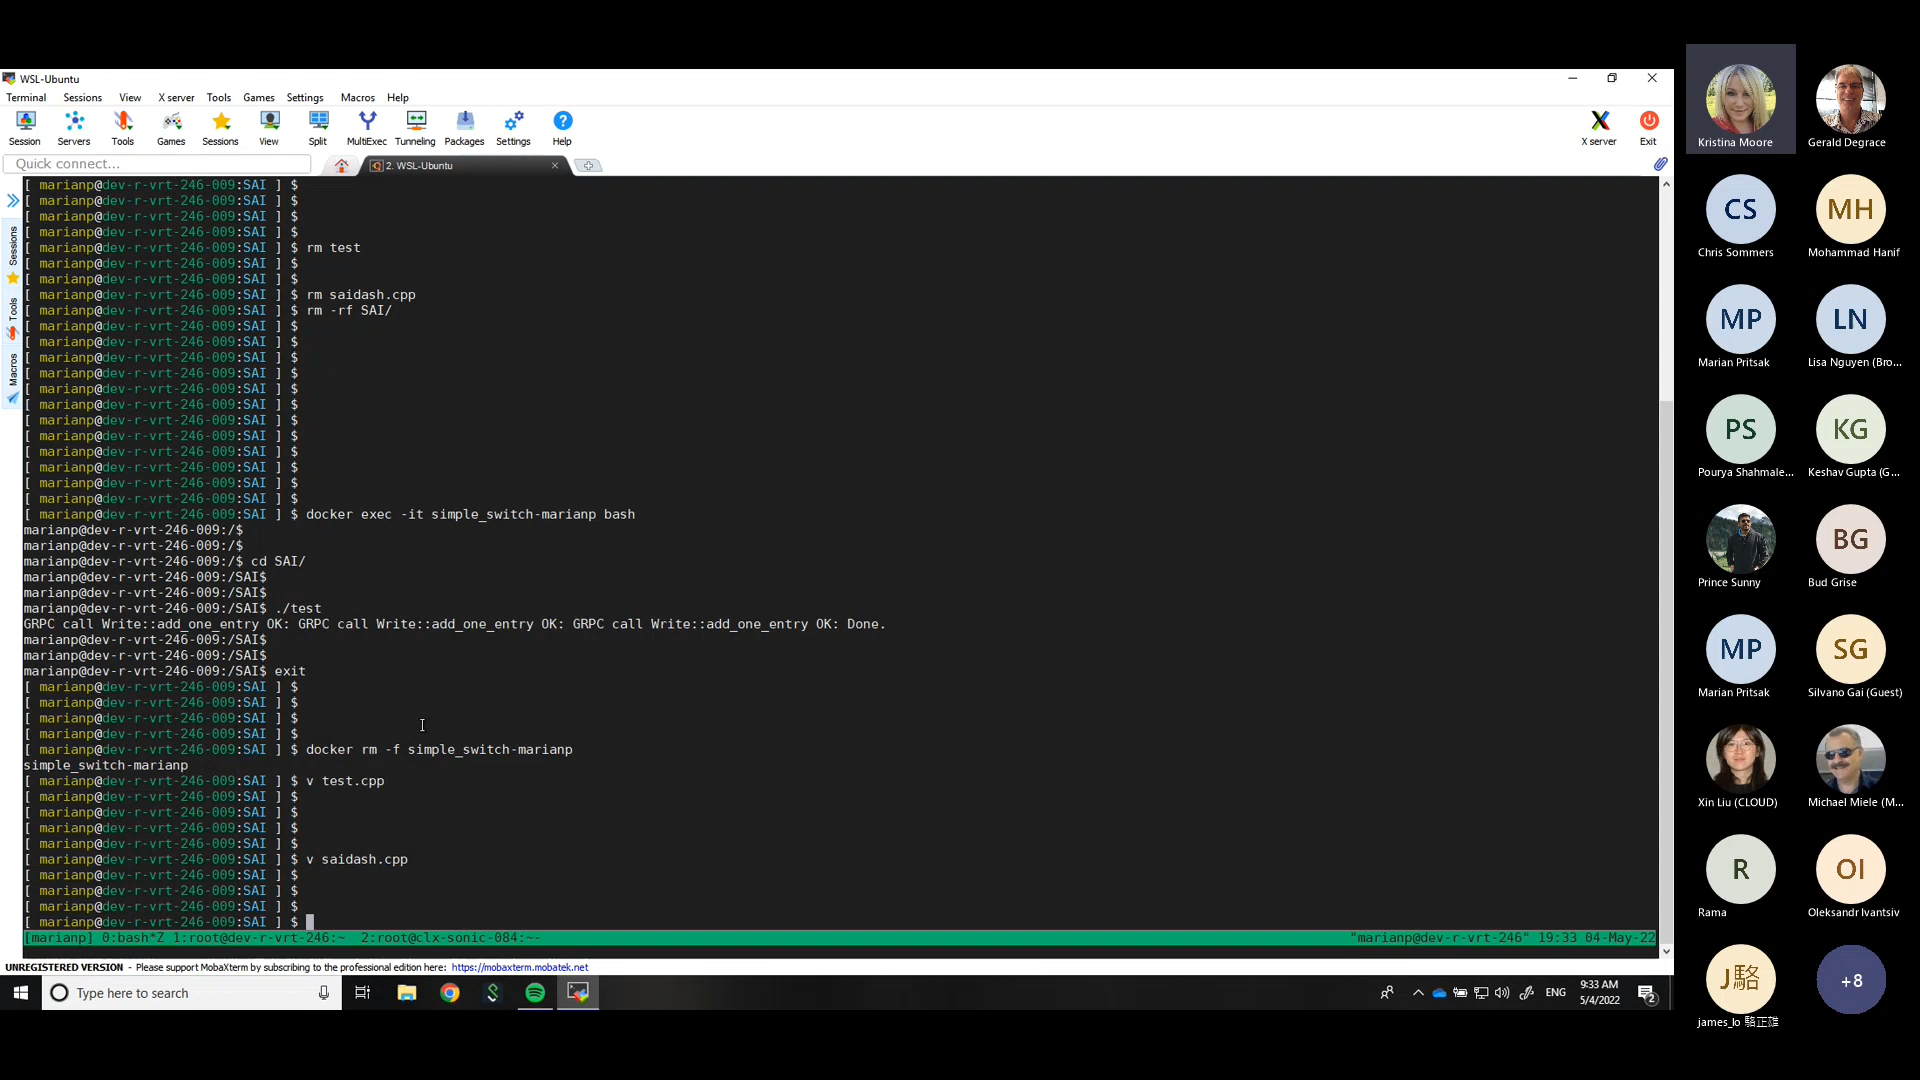 WSL-Ubuntu
Terminal Sessions View X server Tools Games Settings Macros Help
Session Servers Tools Games Sessions View Split MultiExec Tunneling Packages Settings Help X server Exit
Quick connect...
2. WSL-Ubuntu
Sessions
Tools
Macros
[ marianp@dev-r-vrt-246-009:SAI ] $
[ marianp@dev-r-vrt-246-009:SAI ] $
[ marianp@dev-r-vrt-246-009:SAI ] $
[ marianp@dev-r-vrt-246-009:SAI ] $
[ marianp@dev-r-vrt-246-009:SAI ] $ rm test
[ marianp@dev-r-vrt-246-009:SAI ] $
[ marianp@dev-r-vrt-246-009:SAI ] $
[ marianp@dev-r-vrt-246-009:SAI ] $ rm saidash.cpp
[ marianp@dev-r-vrt-246-009:SAI ] $ rm -rf SAI/
[ marianp@dev-r-vrt-246-009:SAI ] $
[ marianp@dev-r-vrt-246-009:SAI ] $
[ marianp@dev-r-vrt-246-009:SAI ] $
[ marianp@dev-r-vrt-246-009:SAI ] $
[ marianp@dev-r-vrt-246-009:SAI ] $
[ marianp@dev-r-vrt-246-009:SAI ] $
[ marianp@dev-r-vrt-246-009:SAI ] $
[ marianp@dev-r-vrt-246-009:SAI ] $
[ marianp@dev-r-vrt-246-009:SAI ] $
[ marianp@dev-r-vrt-246-009:SAI ] $
[ marianp@dev-r-vrt-246-009:SAI ] $
[ marianp@dev-r-vrt-246-009:SAI ] $
[ marianp@dev-r-vrt-246-009:SAI ] $ docker exec -it simple_switch-marianp bash
marianp@dev-r-vrt-246-009:/$
marianp@dev-r-vrt-246-009:/$
marianp@dev-r-vrt-246-009:/$ cd SAI/
marianp@dev-r-vrt-246-009:/SAI$
marianp@dev-r-vrt-246-009:/SAI$
marianp@dev-r-vrt-246-009:/SAI$ ./test
GRPC call Write::add_one_entry OK: GRPC call Write::add_one_entry OK: GRPC call Write::add_one_entry OK: Done.
marianp@dev-r-vrt-246-009:/SAI$
marianp@dev-r-vrt-246-009:/SAI$
marianp@dev-r-vrt-246-009:/SAI$ exit
[ marianp@dev-r-vrt-246-009:SAI ] $
[ marianp@dev-r-vrt-246-009:SAI ] $
[ marianp@dev-r-vrt-246-009:SAI ] $
[ marianp@dev-r-vrt-246-009:SAI ] $
[ marianp@dev-r-vrt-246-009:SAI ] $ docker rm -f simple_switch-marianp
simple_switch-marianp
[ marianp@dev-r-vrt-246-009:SAI ] $ v test.cpp
[ marianp@dev-r-vrt-246-009:SAI ] $
[ marianp@dev-r-vrt-246-009:SAI ] $
[ marianp@dev-r-vrt-246-009:SAI ] $
[ marianp@dev-r-vrt-246-009:SAI ] $
[ marianp@dev-r-vrt-246-009:SAI ] $ v saidash.cpp
[ marianp@dev-r-vrt-246-009:SAI ] $
[ marianp@dev-r-vrt-246-009:SAI ] $
[ marianp@dev-r-vrt-246-009:SAI ] $
[ marianp@dev-r-vrt-246-009:SAI ] $
[marianp] 0:bash*Z 1:root@dev-r-vrt-246:~ 2:root@clx-sonic-084:~- "marianp@dev-r-vrt-246" 19:33 04-May-22
UNREGISTERED VERSION - Please support MobaXterm by subscribing to the professional edition here: https://mobaxterm.mobatek.net
Type here to search
ENG
9:33 AM
5/4/2022
2
Kristina Moore
Gerald Degrace
CS
Chris Sommers
MH
Mohammad Hanif
MP
Marian Pritsak
LN
Lisa Nguyen (Bro...
PS
Pourya Shahmale...
KG
Keshav Gupta (G...
Prince Sunny
BG
Bud Grise
MP
Marian Pritsak
SG
Silvano Gai (Guest)
Xin Liu (CLOUD)
Michael Miele (M...
R
Rama
OI
Oleksandr Ivantsiv
J駱
james_lo 駱正雄
+8